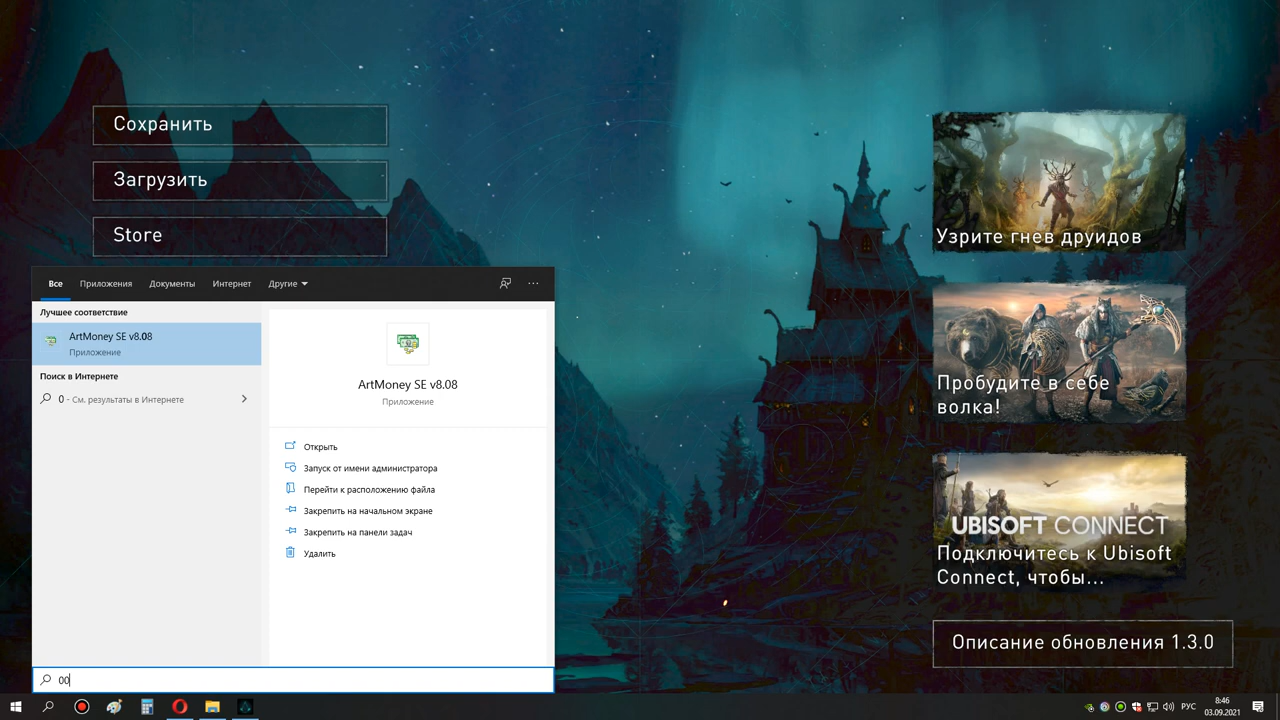 Сохранить
Загрузить
Store
Все Приложения Документы Интернет Другие
Лучшее соответствие
ArtMoney SE v8.08
Приложение
Поиск в Интернете
0 - См. результаты в Интернете
ArtMoney SE v8.08
Приложение
Открыть
Запуск от имени администратора
Перейти к расположению файла
Закрепить на начальном экране
Закрепить на панели задач
Удалить
00
Узрите гнев друидов
Пробудите в себе
волка!
UBISOFT CONNECT
Подключитесь к Ubisoft
Connect, чтобы...
Описание обновления 1.3.0
РУС
8:46
03.09.2021